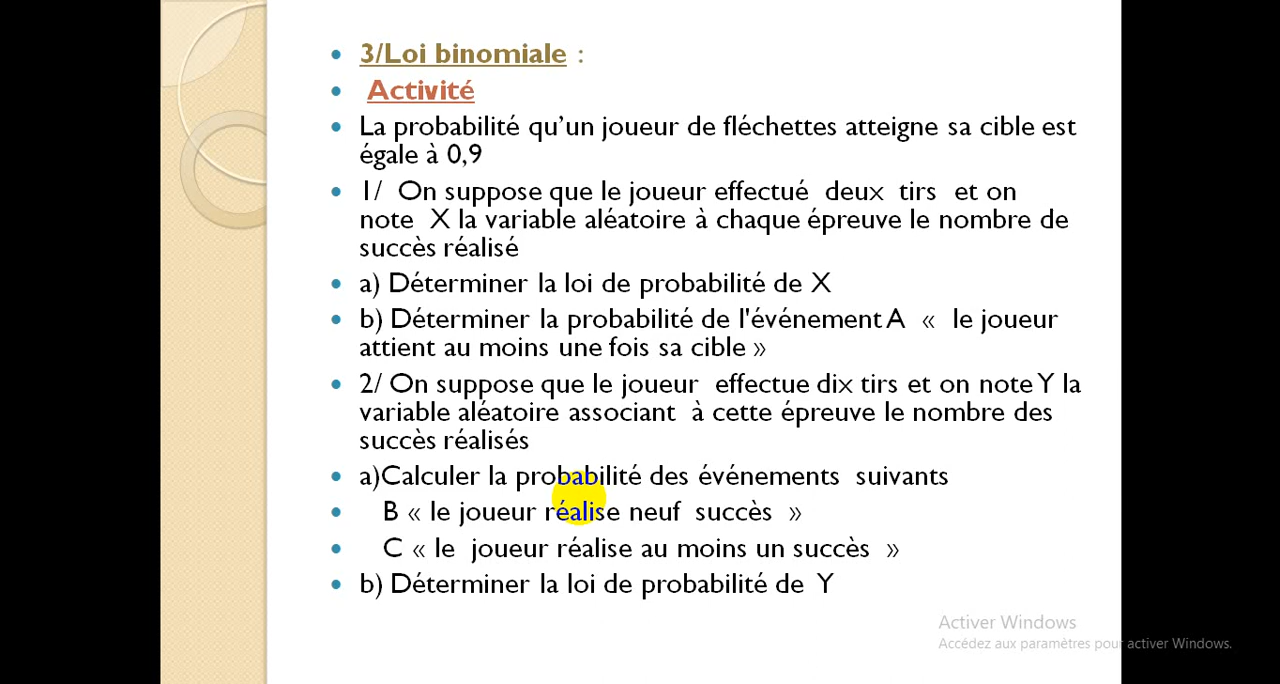 3/Loi binomiale :
Activité
La probabilité qu'un joueur de fléchettes atteigne sa cible est
égale à 0,9
1/ On suppose que le joueur effectué deux tirs et on
note X la variable aléatoire à chaque épreuve le nombre de
succès réalisé
a) Déterminer la loi de probabilité de X
b) Déterminer la probabilité de l'événement A « le joueur
attient au moins une fois sa cible »
2/ On suppose que le joueur effectue dix tirs et on note Y la
variable aléatoire associant à cette épreuve le nombre des
succès réalisés
a)Calculer la probabilité des événements suivants
B « le joueur réalise neuf succès »
C « le joueur réalise au moins un succès »
b) Déterminer la loi de probabilité de Y
Activer Windows
Accédez aux paramètres pour activer Windows.